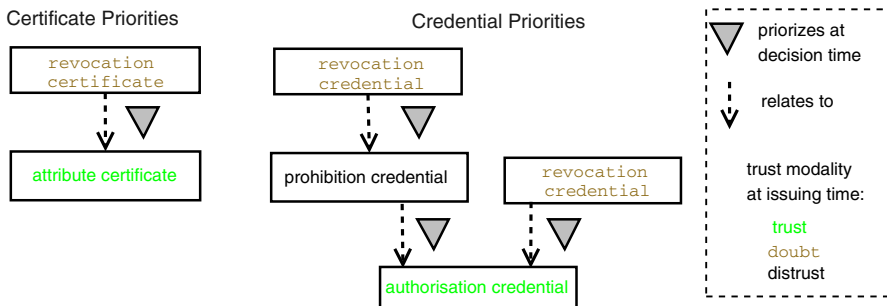 Certificate Priorities
revocation
certificate
attribute certificate
Credential Priorities
revocation
credential
prohibition credential
revocation
credential
authorisation credential
priorizes at
decision time
relates to
trust modality
at issuing time:
trust
doubt
distrust